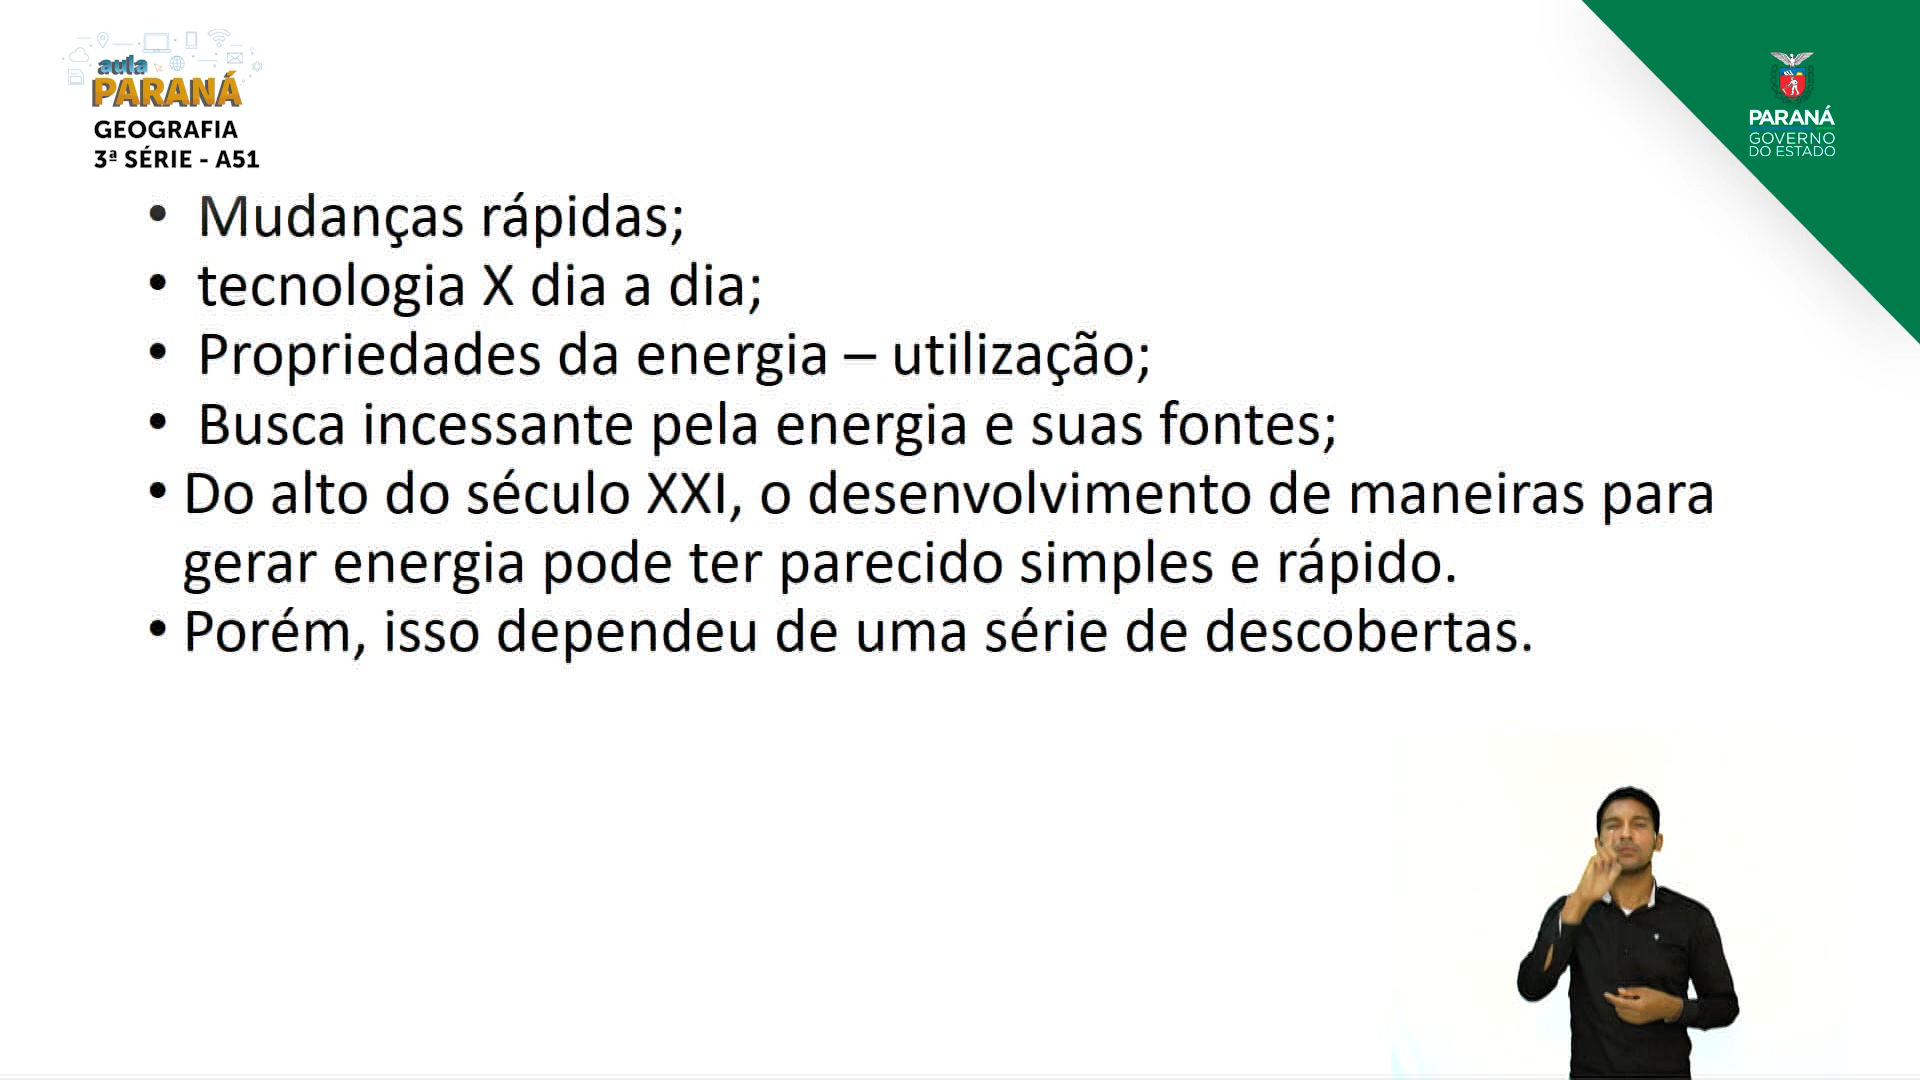 aula
PARANÁ
GEOGRAFIA
3ª SÉRIE - A51
PARANÁ
GOVERNO
DO ESTADO
• Mudanças rápidas;
• tecnologia X dia a dia;
• Propriedades da energia – utilização;
• Busca incessante pela energia e suas fontes;
• Do alto do século XXI, o desenvolvimento de maneiras para
gerar energia pode ter parecido simples e rápido.
• Porém, isso dependeu de uma série de descobertas.